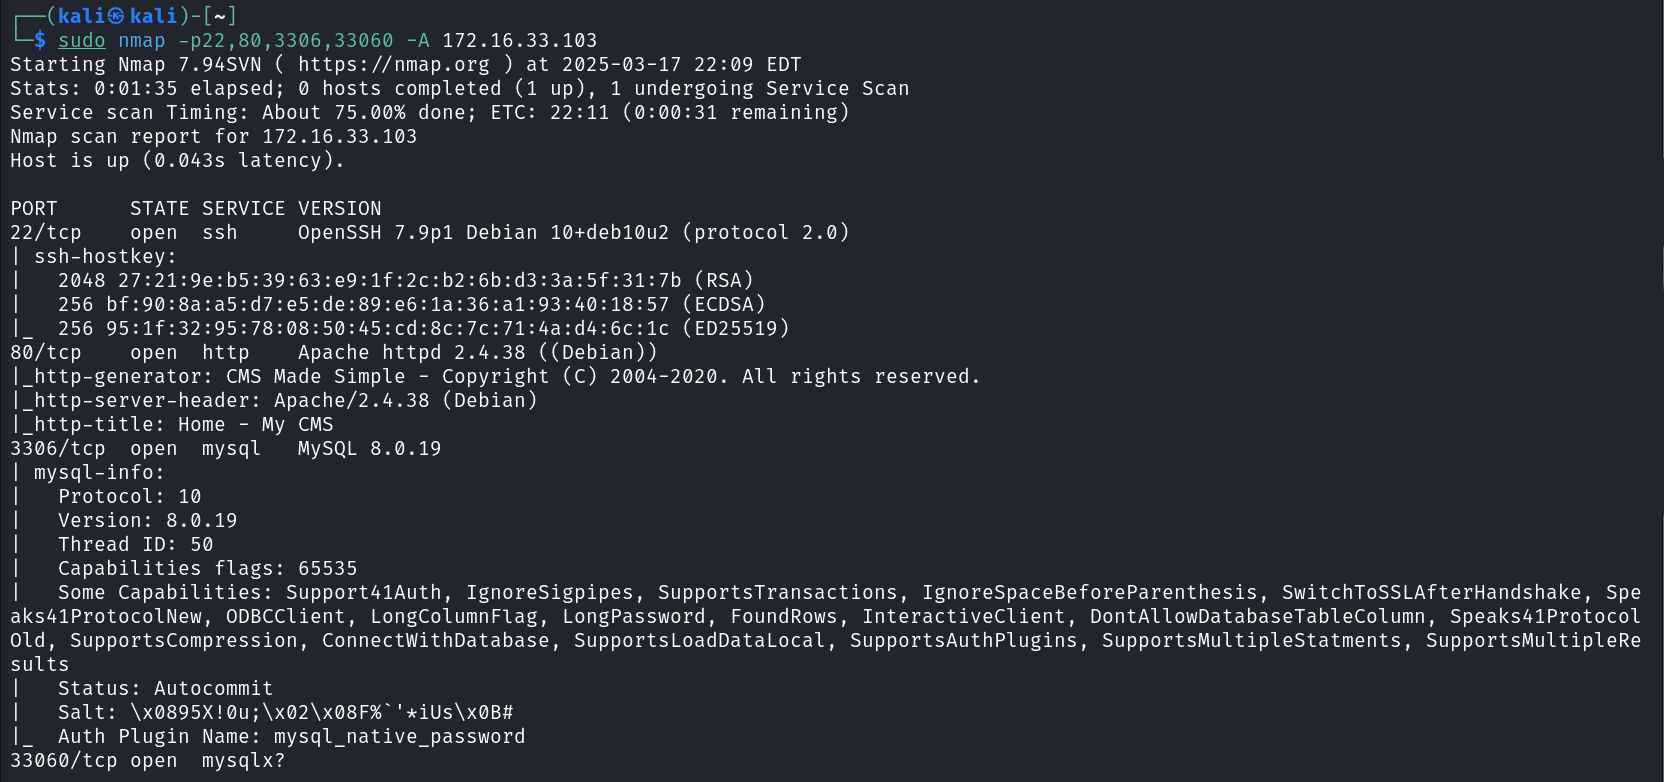 ┌──(kali㉿kali)-[~]
└─$ sudo nmap -p22,80,3306,33060 -A 172.16.33.103
Starting Nmap 7.94SVN ( https://nmap.org ) at 2025-03-17 22:09 EDT
Stats: 0:01:35 elapsed; 0 hosts completed (1 up), 1 undergoing Service Scan
Service scan Timing: About 75.00% done; ETC: 22:11 (0:00:31 remaining)
Nmap scan report for 172.16.33.103
Host is up (0.043s latency).

PORT      STATE SERVICE VERSION
22/tcp    open  ssh     OpenSSH 7.9p1 Debian 10+deb10u2 (protocol 2.0)
| ssh-hostkey:
|   2048 27:21:9e:b5:39:63:e9:1f:2c:b2:6b:d3:3a:5f:31:7b (RSA)
|   256 bf:90:8a:a5:d7:e5:de:89:e6:1a:36:a1:93:40:18:57 (ECDSA)
|_  256 95:1f:32:95:78:08:50:45:cd:8c:7c:71:4a:d4:6c:1c (ED25519)
80/tcp    open  http    Apache httpd 2.4.38 ((Debian))
|_http-generator: CMS Made Simple - Copyright (C) 2004-2020. All rights reserved.
|_http-server-header: Apache/2.4.38 (Debian)
|_http-title: Home - My CMS
3306/tcp  open  mysql   MySQL 8.0.19
| mysql-info:
|   Protocol: 10
|   Version: 8.0.19
|   Thread ID: 50
|   Capabilities flags: 65535
|   Some Capabilities: Support41Auth, IgnoreSigpipes, SupportsTransactions, IgnoreSpaceBeforeParenthesis, SwitchToSSLAfterHandshake, Spe
aks41ProtocolNew, ODBCClient, LongColumnFlag, LongPassword, FoundRows, InteractiveClient, DontAllowDatabaseTableColumn, Speaks41Protocol
Old, SupportsCompression, ConnectWithDatabase, SupportsLoadDataLocal, SupportsAuthPlugins, SupportsMultipleStatments, SupportsMultipleRe
sults
|   Status: Autocommit
|   Salt: \x0895X!0u;\x02\x08F%`'*iUs\x0B#
|_  Auth Plugin Name: mysql_native_password
33060/tcp open  mysqlx?